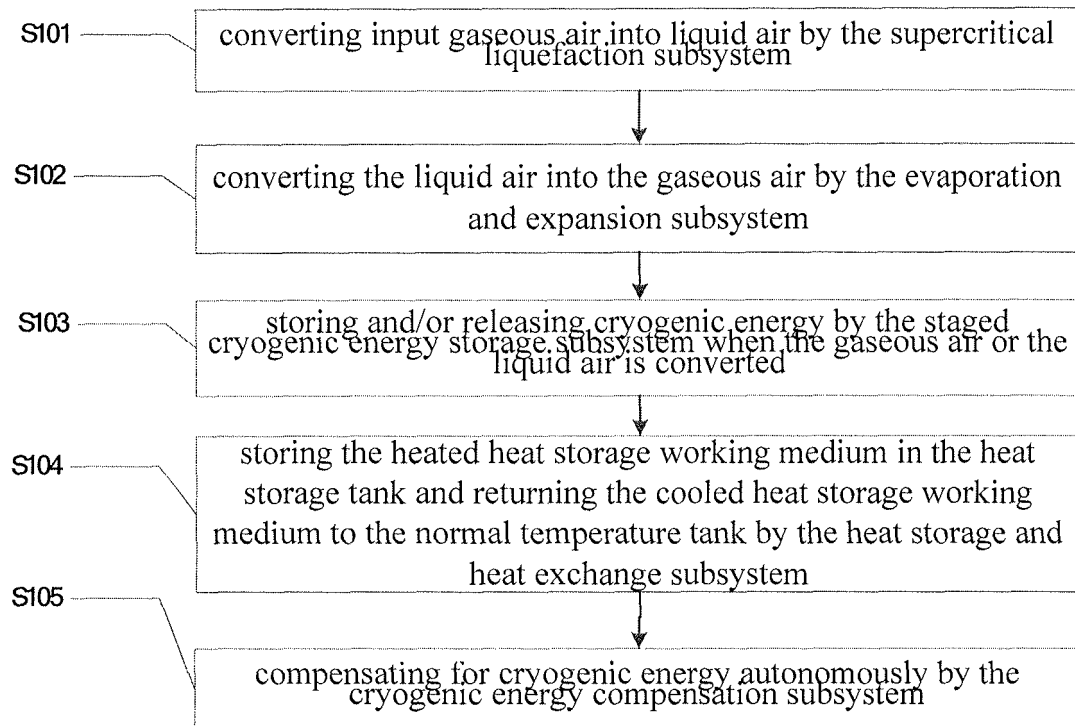 S101
converting input gaseous air into liquid air by the supercritical
liquefaction subsystem
S102
converting the liquid air into the gaseous air by the evaporation
and expansion subsystem
S103
storing and/or releasing cryogenic energy by the staged
cryogenic energy storage subsystem when the gaseous air or the
liquid air is converted
S104
storing the heated heat storage working medium in the heat
storage tank and returning the cooled heat storage working
medium to the normal temperature tank by the heat storage and
heat exchange subsystem
S105
compensating for cryogenic energy autonomously by the
cryogenic energy compensation subsystem